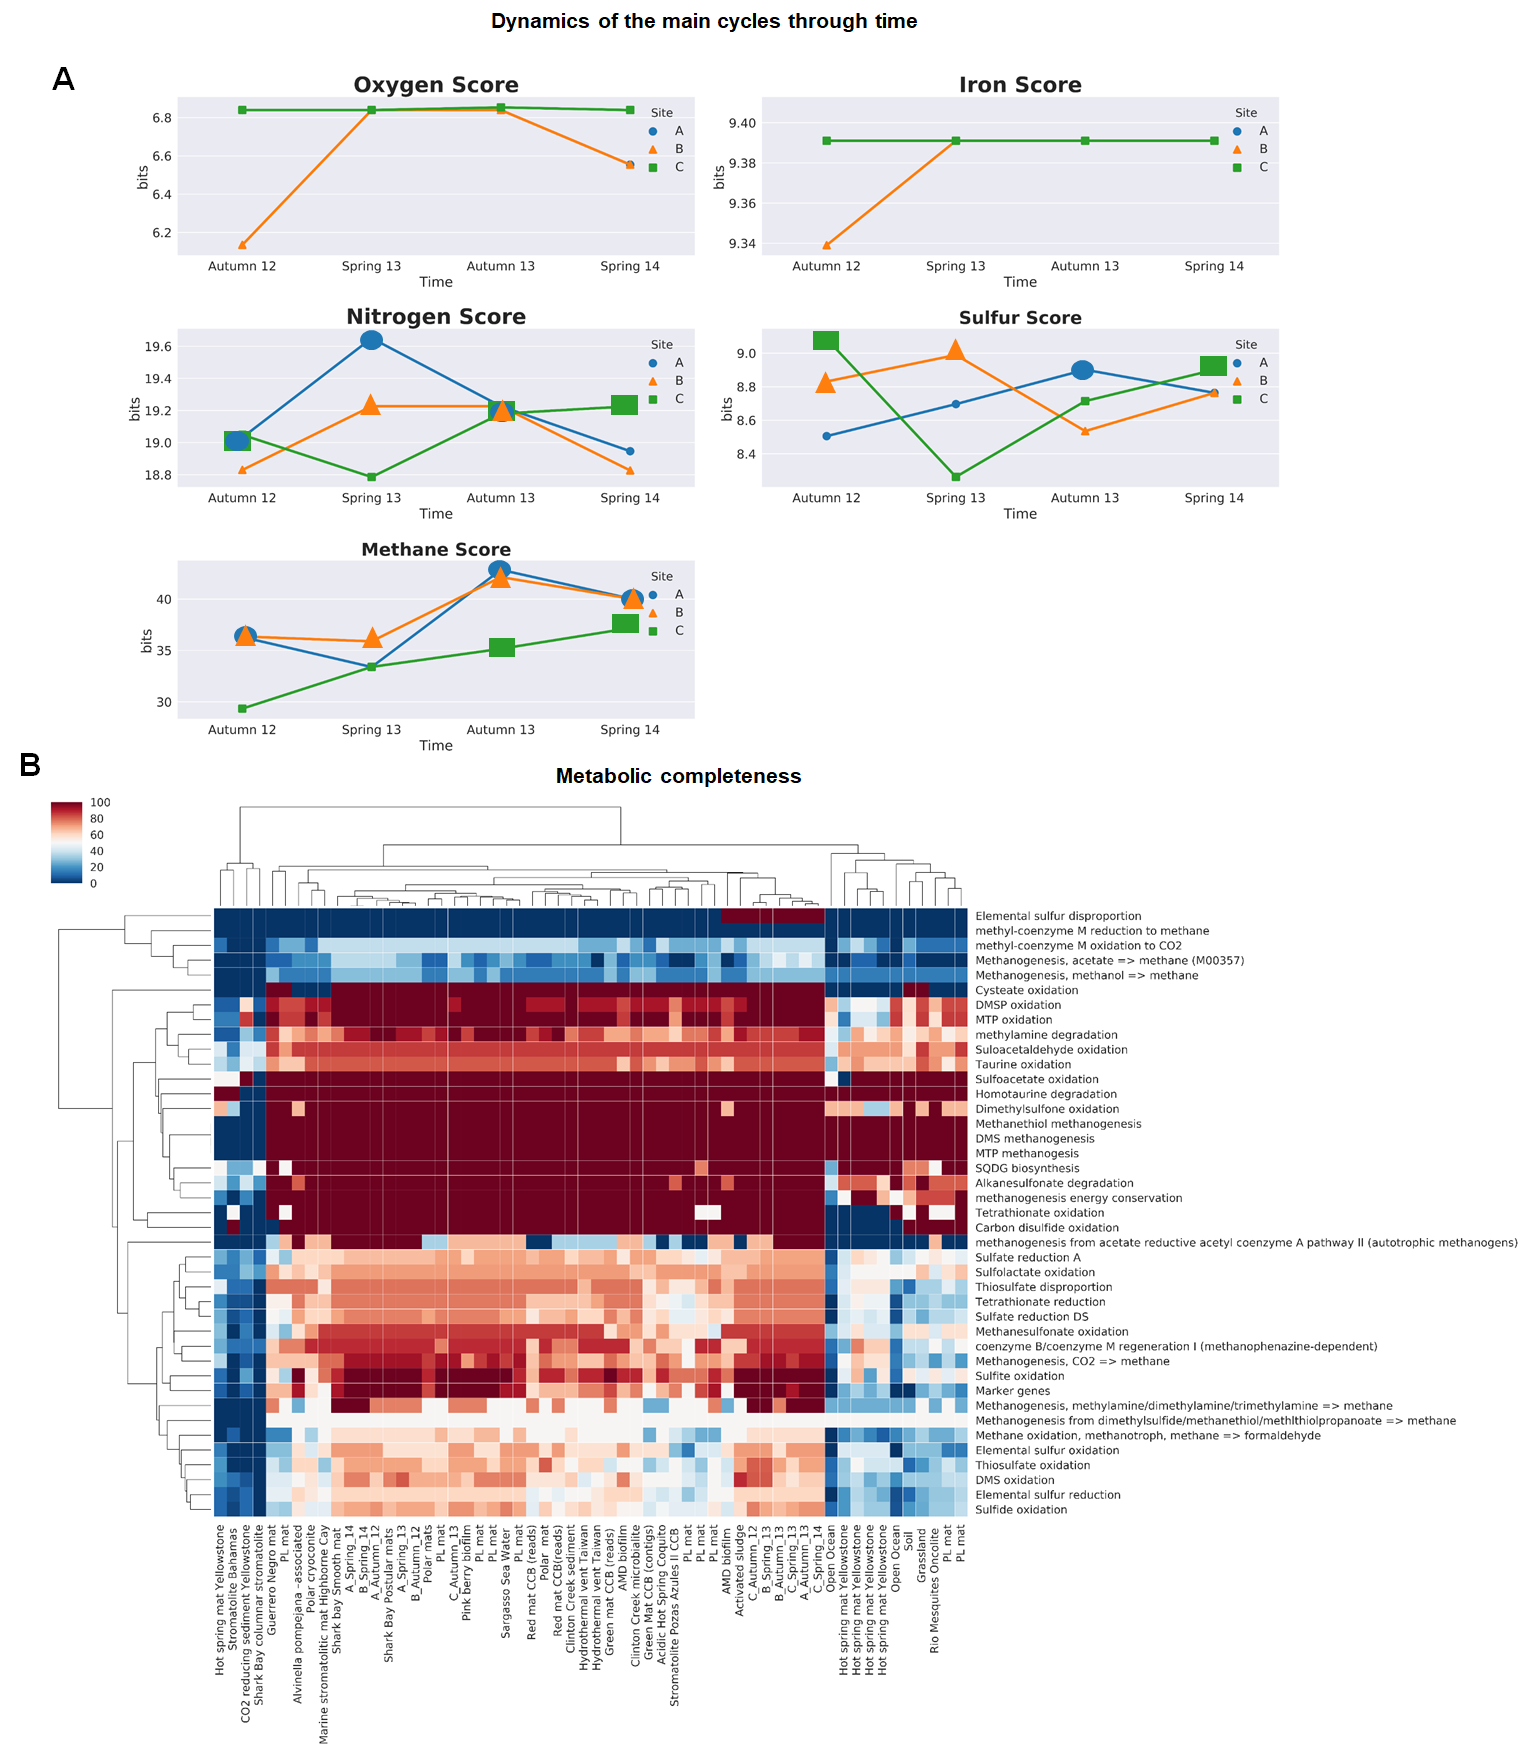 Dynamics of the main cycles through time
A
Oxygen Score
bits
6.8
6.6
6.4
6.2
Autumn 12 Spring 13 Autumn 13 Spring 14
Time
Site
A
B
C
Iron Score
bits
9.40
9.38
9.36
9.34
Autumn 12 Spring 13 Autumn 13 Spring 14
Time
Site
A
B
C
Nitrogen Score
bits
19.6
19.4
19.2
19.0
18.8
Autumn 12 Spring 13 Autumn 13 Spring 14
Time
Site
A
B
C
Sulfur Score
bits
9.0
8.8
8.6
8.4
Autumn 12 Spring 13 Autumn 13 Spring 14
Time
Site
A
B
C
Methane Score
bits
40
35
30
Autumn 12 Spring 13 Autumn 13 Spring 14
Time
Site
A
B
C
B
Metabolic completeness
100
80
60
40
20
0
Elemental sulfur disproportion
methyl-coenzyme M reduction to methane
methyl-coenzyme M oxidation to CO2
Methanogenesis, acetate => methane (M00357)
Methanogenesis, methanol => methane
Cysteate oxidation
DMSP oxidation
MTP oxidation
methylamine degradation
Suloacetaldehyde oxidation
Taurine oxidation
Sulfoacetate oxidation
Homotaurine degradation
Dimethylsulfone oxidation
Methanethiol methanogenesis
DMS methanogenesis
MTP methanogesis
SQDG biosynthesis
Alkanesulfonate degradation
methanogenesis energy conservation
Tetrathionate oxidation
Carbon disulfide oxidation
methanogenesis from acetate reductive acetyl coenzyme A pathway II (autotrophic methanogens)
Sulfate reduction A
Sulfolactate oxidation
Thiosulfate disproportion
Tetrathionate reduction
Sulfate reduction DS
Methanesulfonate oxidation
coenzyme B/coenzyme M regeneration I (methanophenazine-dependent)
Methanogenesis, CO2 => methane
Sulfite oxidation
Marker genes
Methanogenesis, methylamine/dimethylamine/trimethylamine => methane
Methanogenesis from dimethylsulfide/methanethiol/methlthiolpropanoate => methane
Methane oxidation, methanotroph, methane => formaldehyde
Elemental sulfur oxidation
Thiosulfate oxidation
DMS oxidation
Elemental sulfur reduction
Sulfide oxidation
Hot spring mat Yellowstone
Stromatolite Bahamas
CO2 reducing sediment Yellowstone
Shark Bay columnar stromatolite
Guerrero Negro mat
PL mat
Alvinella pompejana -associated
Polar cryoconite
Marine stromatolitic mat Highborne Cay
Shark bay Smooth mat
A_Spring_14
B_Spring_14
A_Autumn_12
Shark Bay Postular mats
A_Spring_13
B_Autumn_12
Polar mats
PL mat
C_Autumn_13
Pink berry biofilm
PL mat
PL mat
Sargasso Sea Water
PL mat
Red mat CCB (reads)
Polar mat
Red mat CCB(reads)
Clinton Creek sediment
Hydrothermal vent Taiwan
Hydrothermal vent Taiwan
Green mat CCB (reads)
AMD biofilm
Clinton Creek microbialite
Green Mat CCB (contigs)
Acidic Hot Spring Coquito
Stromatolite Pozas Azules II CCB
PL mat
PL mat
PL mat
AMD biofilm
Activated sludge
C_Autumn_12
B_Spring_13
B_Autumn_13
C_Spring_13
A_Autumn_13
C_Spring_14
Open Ocean
Hot spring mat Yellowstone
Hot spring mat Yellowstone
Hot spring mat Yellowstone
Hot spring mat Yellowstone
Open Ocean
Soil
Grassland
Rio Mesquites Oncolite
PL mat
PL mat